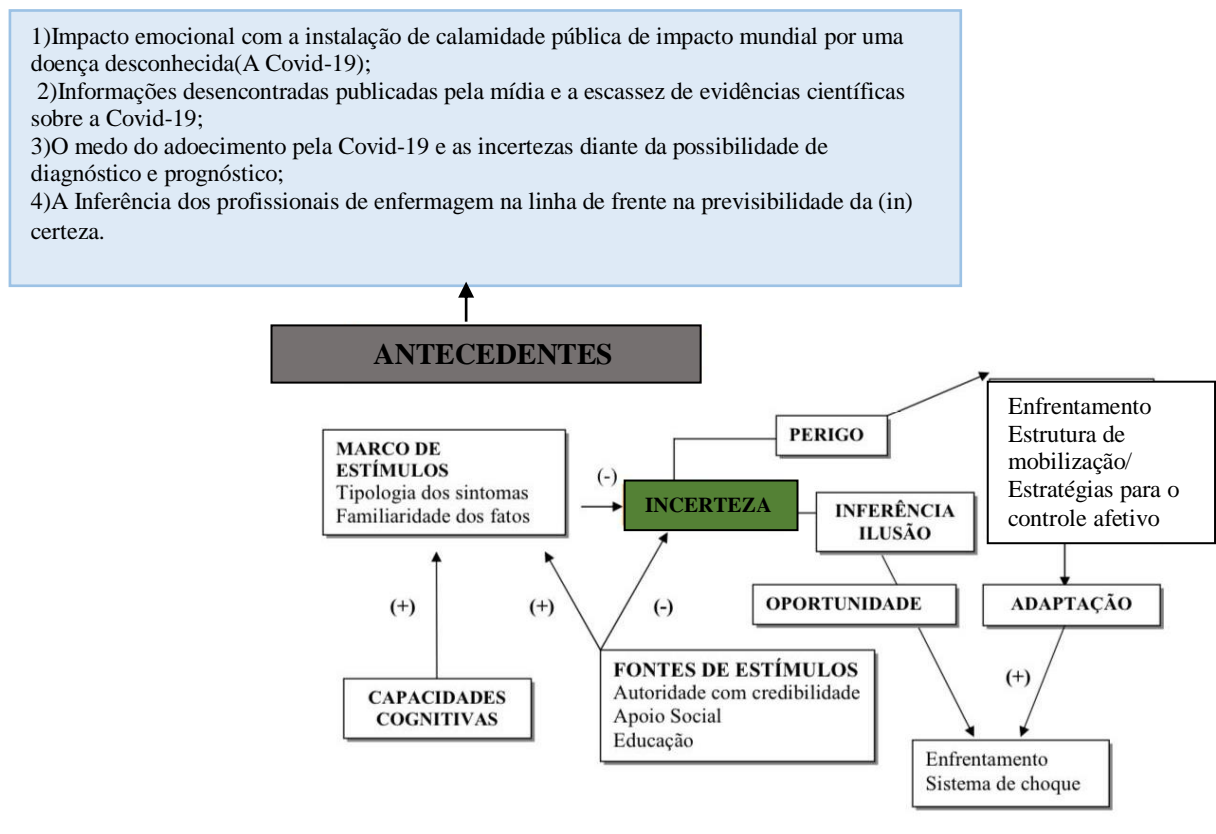 1)Impacto emocional com a instalação de calamidade pública de impacto mundial por uma
doença desconhecida(A Covid-19);
2)Informações desencontradas publicadas pela mídia e a escassez de evidências científicas
sobre a Covid-19;
3)O medo do adoecimento pela Covid-19 e as incertezas diante da possibilidade de
diagnóstico e prognóstico;
4)A Inferência dos profissionais de enfermagem na linha de frente na previsibilidade da (in)
certeza.
ANTECEDENTES
MARCO DE
ESTÍMULOS
Tipologia dos sintomas
Familiaridade dos fatos
(-)
INCERTEZA
PERIGO
Enfrentamento
Estrutura de
mobilização/
Estratégias para o
controle afetivo
INFERÊNCIA
ILUSÃO
OPORTUNIDADE
ADAPTAÇÃO
(+)
(+)
(-)
(+)
CAPACIDADES
COGNITIVAS
FONTES DE ESTÍMULOS
Autoridade com credibilidade
Apoio Social
Educação
Enfrentamento
Sistema de choque